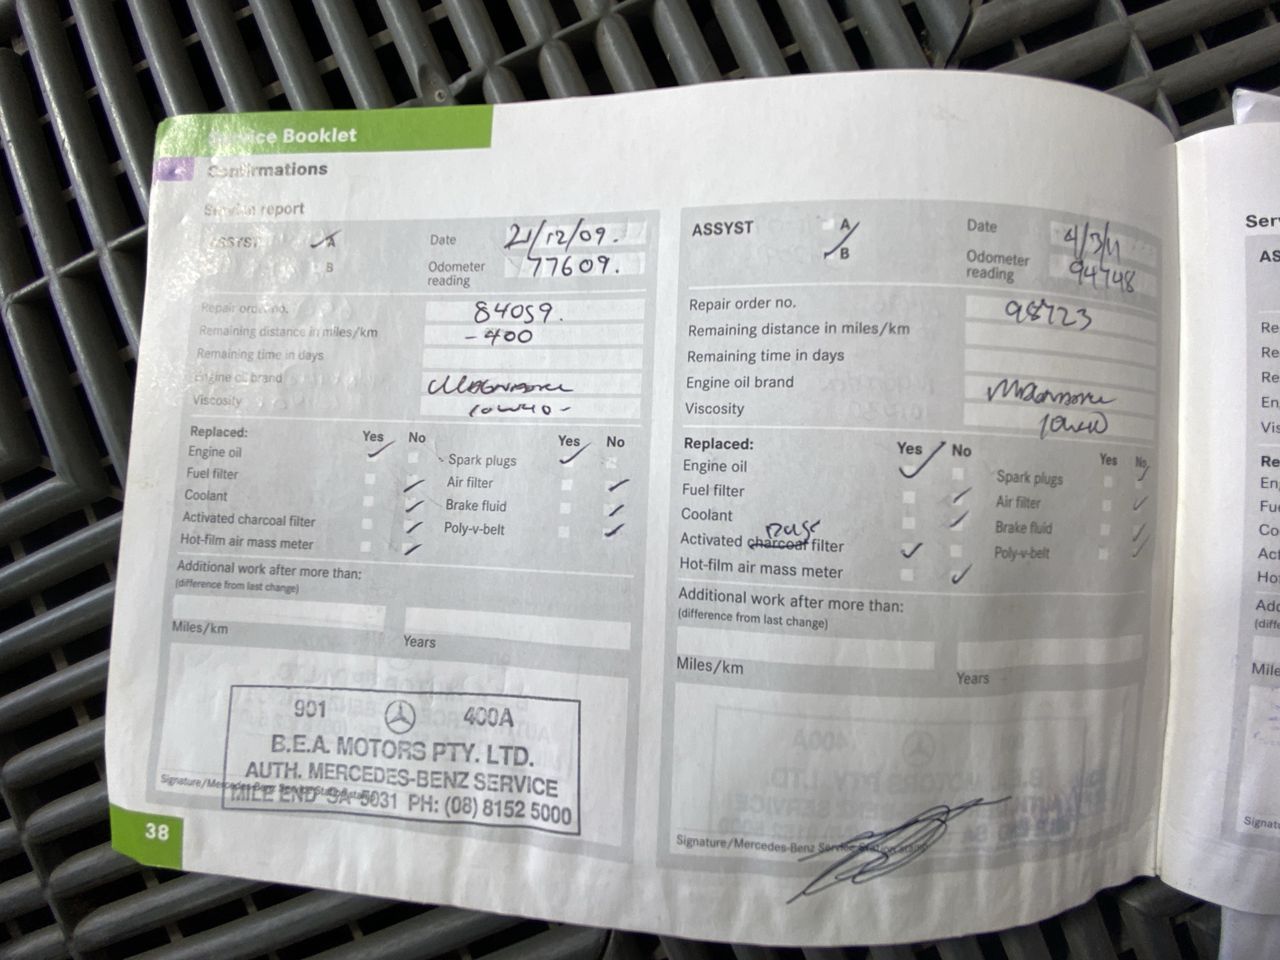 Service Booklet
Confirmations
Service report
ASSYST A
B
Date 21/12/09.
Odometer reading 77609.
Repair order no. 84059.
Remaining distance in miles/km -400
Remaining time in days
Engine oil brand
Viscosity 10W40-
Replaced: Yes No Yes No
Engine oil Spark plugs
Fuel filter Air filter
Coolant Brake fluid
Activated charcoal filter Poly-v-belt
Hot-film air mass meter
Additional work after more than:
(difference from last change)
Miles/km Years
901 400A
B.E.A. MOTORS PTY. LTD.
AUTH. MERCEDES-BENZ SERVICE
MILE END SA 5031 PH: (08) 8152 5000
Signature/Mercedes-Benz Service Station stamp
38
ASSYST A
B
Date 4/3/11
Odometer reading 94748
Repair order no. 98723
Remaining distance in miles/km
Remaining time in days
Engine oil brand
Viscosity 10W40
Replaced: Yes No Yes No
Engine oil Spark plugs
Fuel filter Air filter
Coolant Brake fluid
Activated charcoal filter Poly-v-belt
Hot-film air mass meter
Additional work after more than:
(difference from last change)
Miles/km Years
Signature/Mercedes-Benz Service Station stamp
Ser
AS
Re
Re
Re
En
Vis
Re
En
Fu
Co
Act
Ho
Add
(diffe
Mile
Signatu